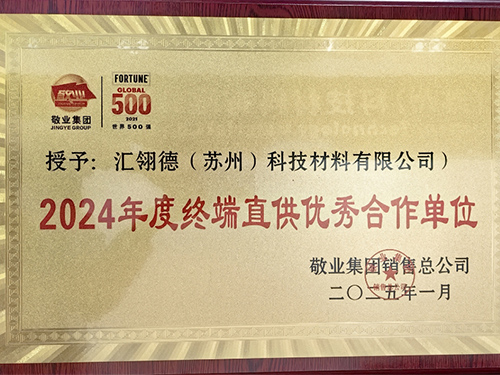 敬业集团
JINGYE GROUP
FORTUNE
GLOBAL
500
2021
世界500强
授予：汇翎德（苏州）科技材料有限公司）
2024年度终端直供优秀合作单位
敬业集团销售总公司
二〇二五年一月